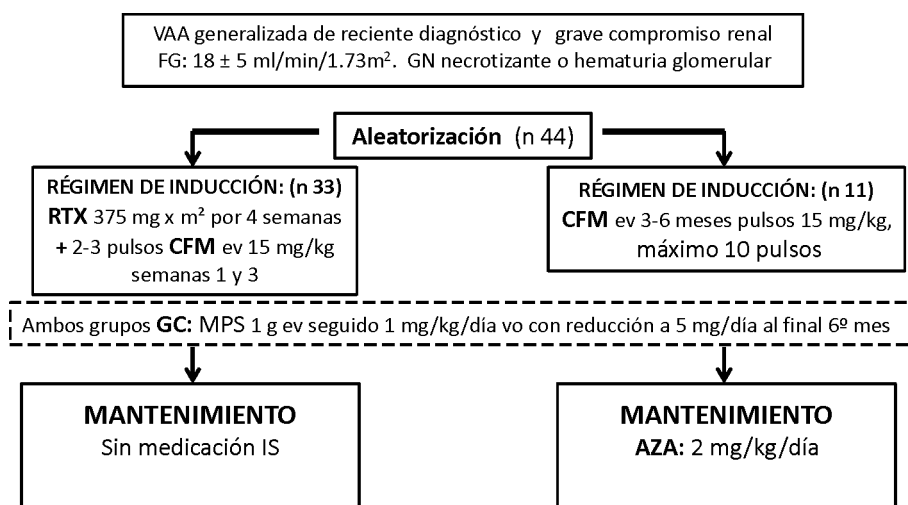 VAA generalizada de reciente diagnóstico y grave compromiso renal
FG: 18 ± 5 ml/min/1.73m². GN necrotizante o hematuria glomerular
Aleatorización (n 44)
RÉGIMEN DE INDUCCIÓN: (n 33)
RTX 375 mg x m² por 4 semanas
+ 2-3 pulsos CFM ev 15 mg/kg
semanas 1 y 3
RÉGIMEN DE INDUCCIÓN: (n 11)
CFM ev 3-6 meses pulsos 15 mg/kg,
máximo 10 pulsos
Ambos grupos GC: MPS 1 g ev seguido 1 mg/kg/día vo con reducción a 5 mg/día al final 6º mes
MANTENIMIENTO
Sin medicación IS
MANTENIMIENTO
AZA: 2 mg/kg/día